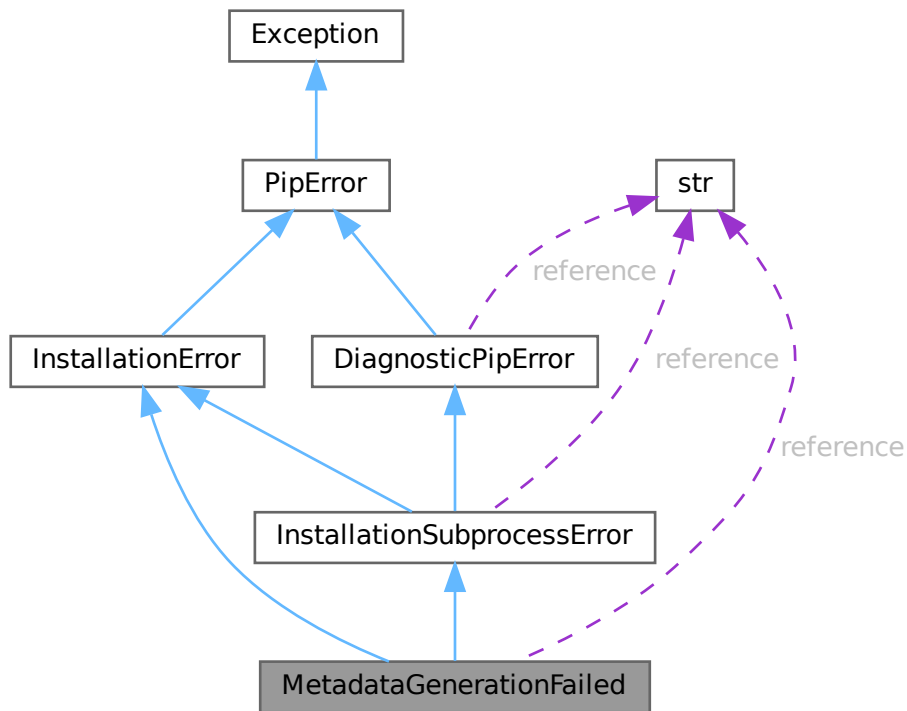 Exception
PipError
str
reference
InstallationError
DiagnosticPipError
reference
reference
InstallationSubprocessError
MetadataGenerationFailed